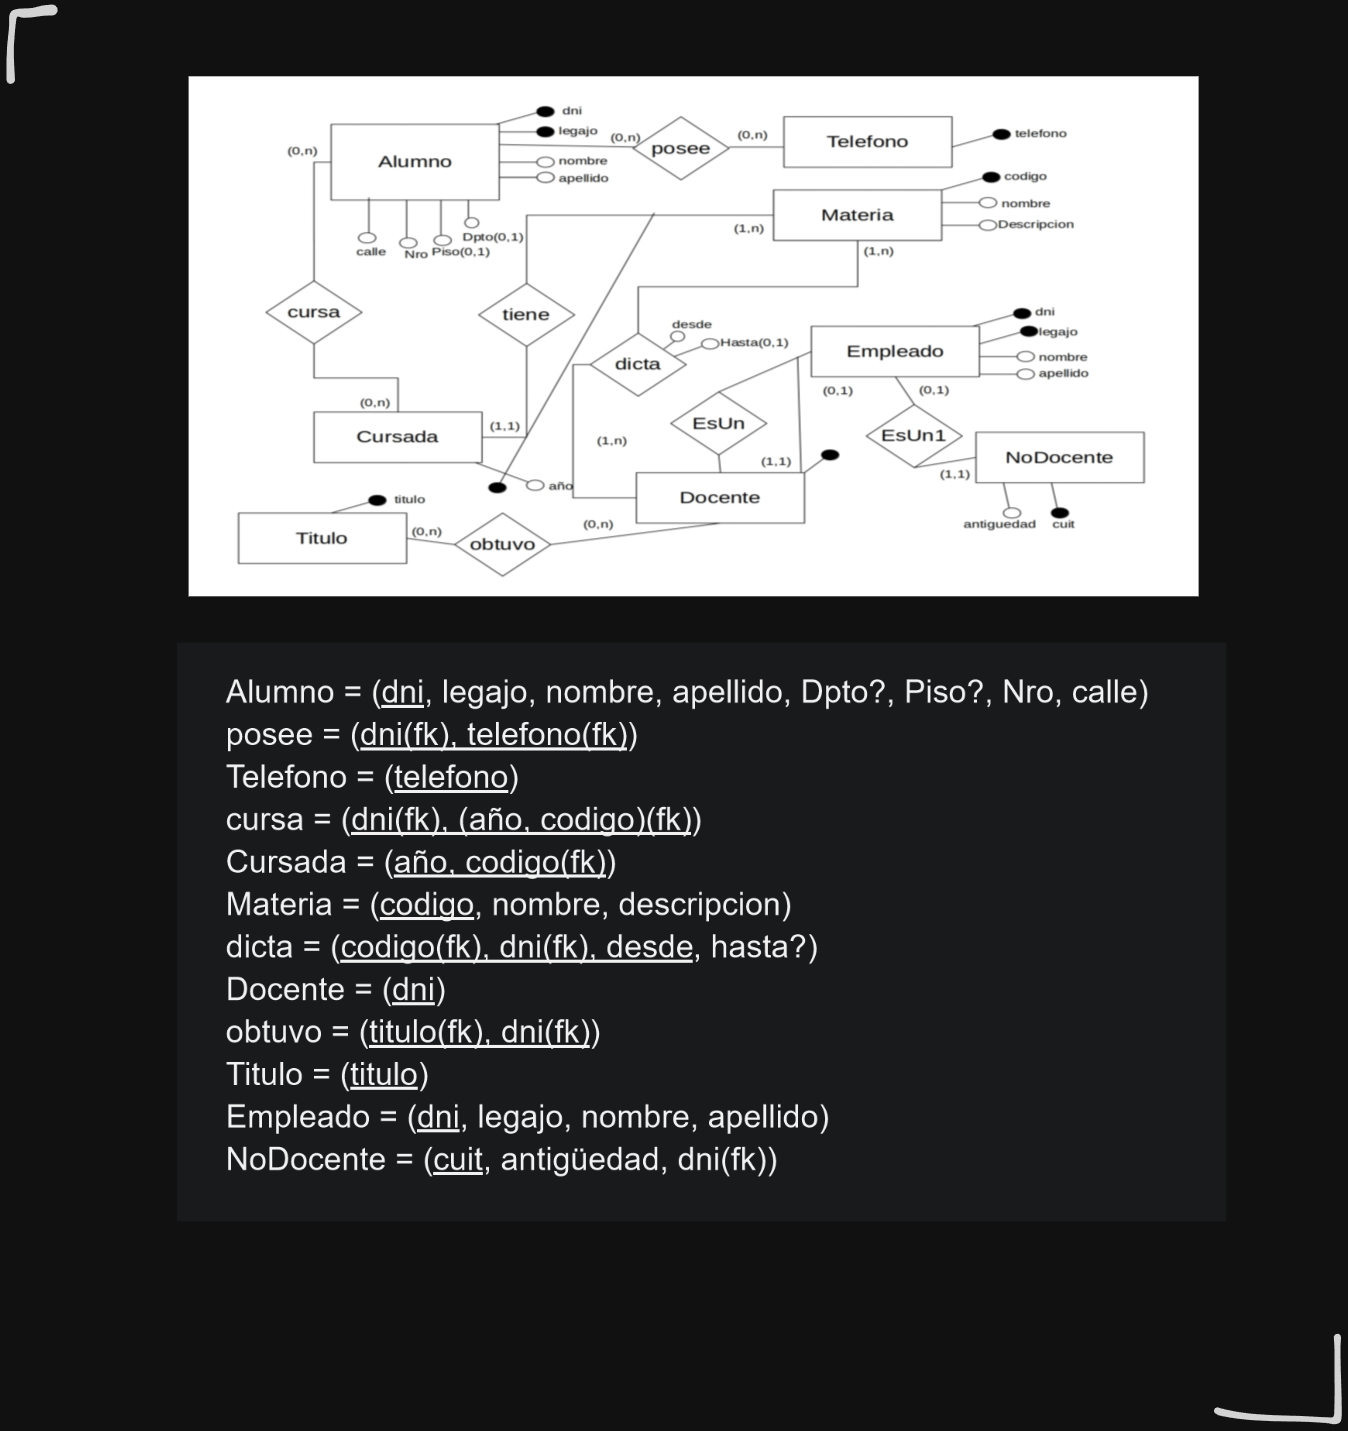 dni
legajo
(0,n)
(0,n)
(0,n)
telefono
Alumno
posee
Telefono
nombre
apellido
codigo
nombre
Materia
Descripcion
(1,n)
Dpto(0,1)
calle
Nro
Piso(0,1)
(1,n)
cursa
tiene
desde
dni
Hasta(0,1)
legajo
Empleado
nombre
dicta
apellido
(0,1)
(0,1)
(0,n)
EsUn
(1,1)
EsUn1
Cursada
(1,n)
NoDocente
(1,1)
(1,1)
año
titulo
Docente
antiguedad
cuit
(0,n)
(0,n)
Titulo
obtuvo
Alumno = (dni, legajo, nombre, apellido, Dpto?, Piso?, Nro, calle)
posee = (dni(fk), telefono(fk))
Telefono = (telefono)
cursa = (dni(fk), (año, codigo)(fk))
Cursada = (año, codigo(fk))
Materia = (codigo, nombre, descripcion)
dicta = (codigo(fk), dni(fk), desde, hasta?)
Docente = (dni)
obtuvo = (titulo(fk), dni(fk))
Titulo = (titulo)
Empleado = (dni, legajo, nombre, apellido)
NoDocente = (cuit, antigüedad, dni(fk))